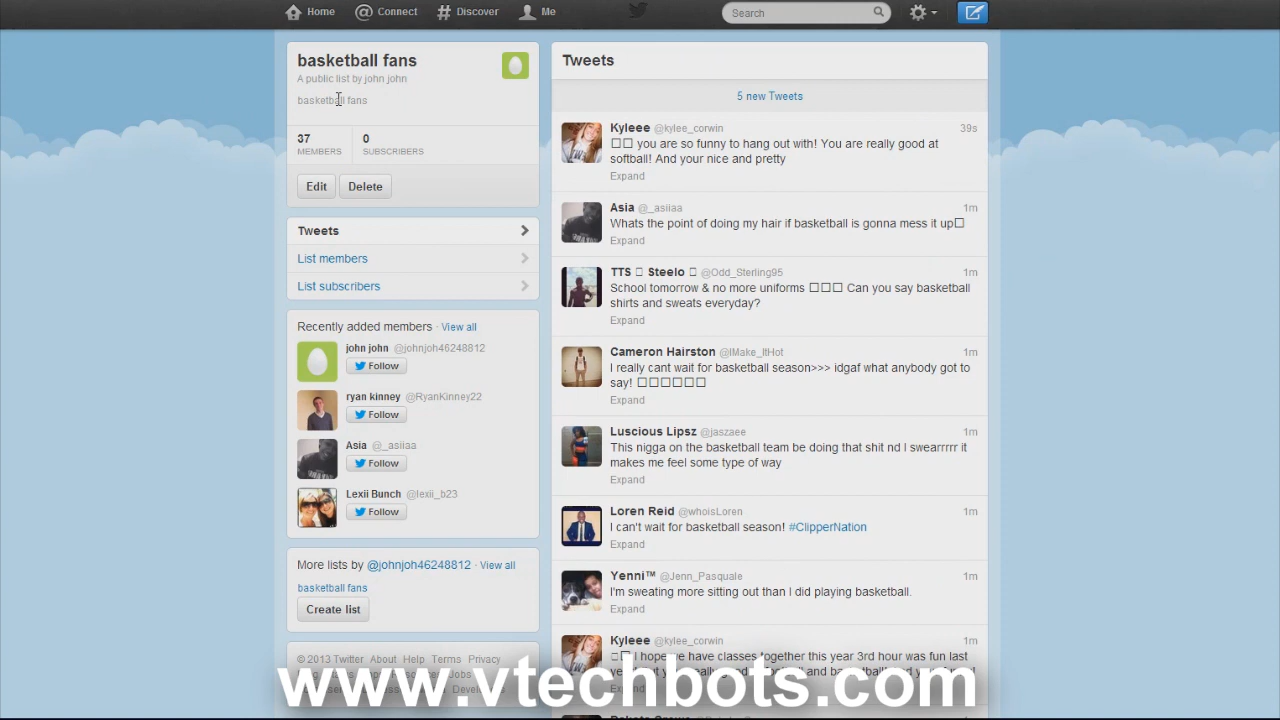 Home
Connect
Discover
Me
Search
basketball fans
A public list by john john
basketball fans
37
MEMBERS
0
SUBSCRIBERS
Edit
Delete
Tweets
List members
List subscribers
Recently added members · View all
john john @johnjoh46248812
Follow
ryan kinney @RyanKinney22
Follow
Asia @_asiiaa
Follow
Lexii Bunch @lexii_b23
Follow
More lists by @johnjoh46248812 · View all
basketball fans
Create list
© 2013 Twitter About Help Terms Privacy
Tweets
5 new Tweets
Kyleee @kylee_corwin 39s
□□ you are so funny to hang out with! You are really good at
softball! And your nice and pretty
Expand
Asia @_asiiaa 1m
Whats the point of doing my hair if basketball is gonna mess it up□
Expand
TTS □ Steelo □ @Odd_Sterling95 1m
School tomorrow & no more uniforms □□□ Can you say basketball
shirts and sweats everyday?
Expand
Cameron Hairston @IMake_ItHot 1m
I really cant wait for basketball season>>> idgaf what anybody got to
say! □□□□□□
Expand
Luscious Lipsz @jaszaee 1m
This nigga on the basketball team be doing that shit nd I swearrrrr it
makes me feel some type of way
Expand
Loren Reid @whoisLoren 1m
I can't wait for basketball season! #ClipperNation
Expand
Yenni™ @Jenn_Pasquale 1m
I'm sweating more sitting out than I did playing basketball.
Expand
Kyleee @kylee_corwin 1m
□□ I hope we have classes together this year 3rd hour was fun last
www.vtechbots.com